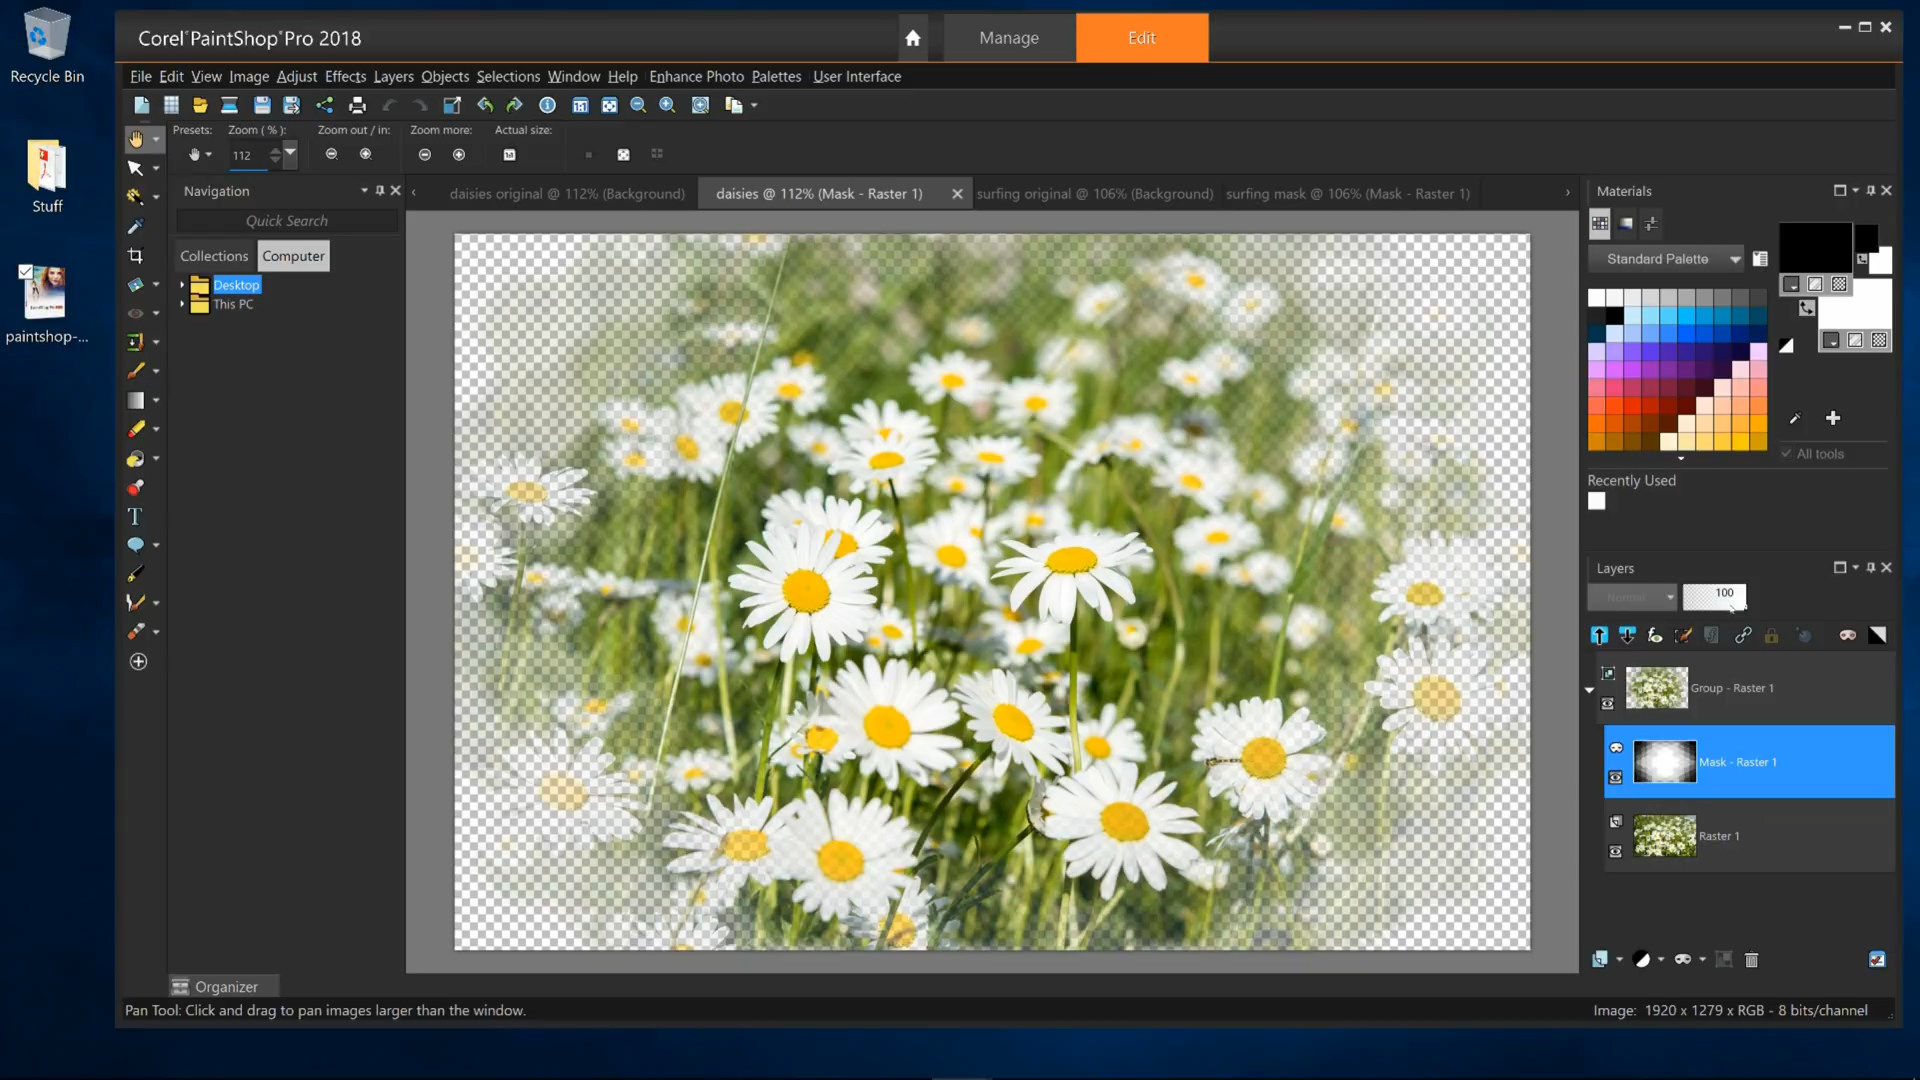 Recycle Bin
Stuff
paintshop-...
Corel PaintShop Pro 2018
Manage
Edit
File Edit View Image Adjust Effects Layers Objects Selections Window Help Enhance Photo Palettes User Interface
Presets: Zoom (%): Zoom out / in: Zoom more: Actual size:
112
Navigation
Quick Search
Collections Computer
Desktop
This PC
daisies original @ 112% (Background)
daisies @ 112% (Mask - Raster 1)
surfing original @ 106% (Background)
surfing mask @ 106% (Mask - Raster 1)
Materials
Standard Palette
All tools
Recently Used
Layers
Normal
100
Group - Raster 1
Mask - Raster 1
Raster 1
Organizer
Pan Tool: Click and drag to pan images larger than the window.
Image: 1920 x 1279 x RGB - 8 bits/channel